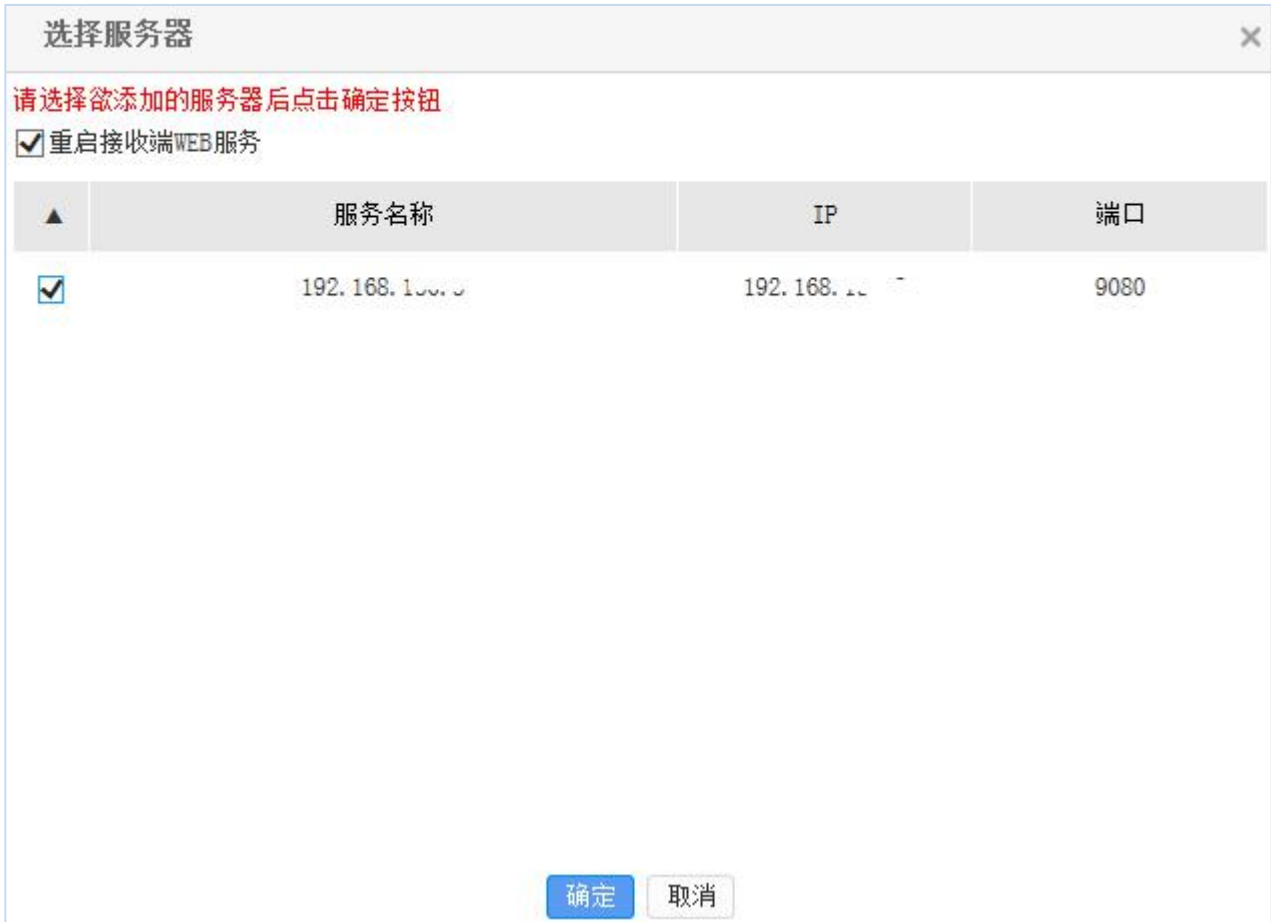 选择服务器
请选择欲添加的服务器后点击确定按钮
重启接收端WEB服务
▲ 服务名称 IP 端口
192.168. 192.168. 9080
确定 取消